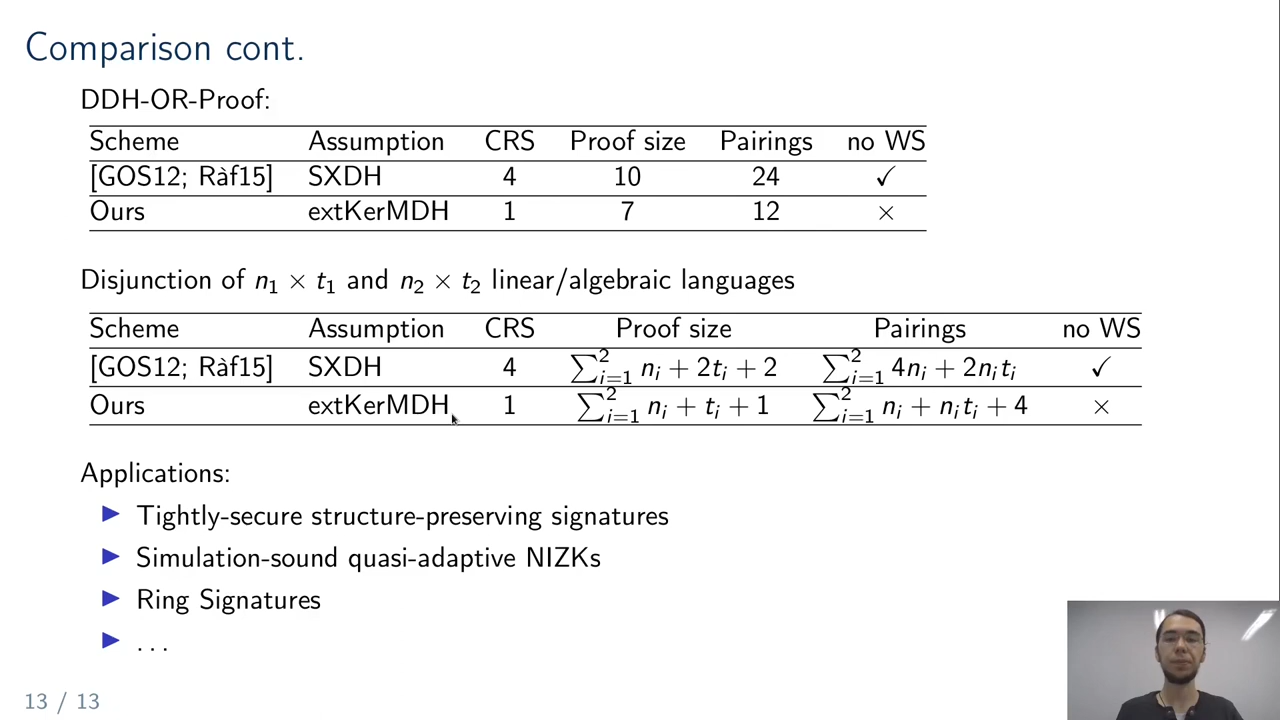 Comparison cont.
DDH-OR-Proof:
Scheme Assumption CRS Proof size Pairings no WS
[GOS12; Ràf15] SXDH 4 10 24 ✓
Ours extKerMDH 1 7 12 ×
Disjunction of n₁ × t₁ and n₂ × t₂ linear/algebraic languages
Scheme Assumption CRS Proof size Pairings no WS
[GOS12; Ràf15] SXDH 4 ∑²ᵢ₌₁ nᵢ + 2tᵢ + 2 ∑²ᵢ₌₁ 4nᵢ + 2nᵢtᵢ ✓
Ours extKerMDH 1 ∑²ᵢ₌₁ nᵢ + tᵢ + 1 ∑²ᵢ₌₁ nᵢ + nᵢtᵢ + 4 ×
Applications:
▶ Tightly-secure structure-preserving signatures
▶ Simulation-sound quasi-adaptive NIZKs
▶ Ring Signatures
▶ ...
13 / 13